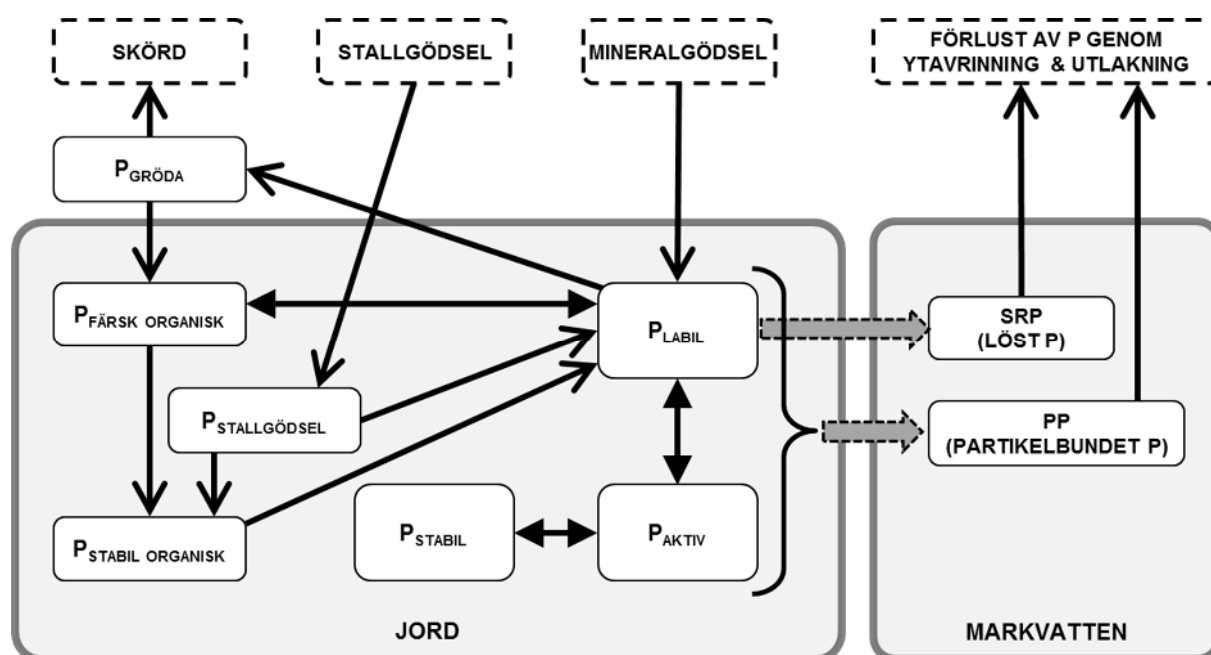 SKÖRD
STALLGÖDSEL
MINERALGÖDSEL
FÖRLUST AV P GENOM
YTAVRINNING & UTLAKNING
PGRÖDA
PFÄRSK ORGANISK
PLABIL
SRP
(LÖST P)
PSTALLGÖDSEL
PP
(PARTIKELBUNDET P)
PSTABIL ORGANISK
PSTABIL
PAKTIV
JORD
MARKVATTEN